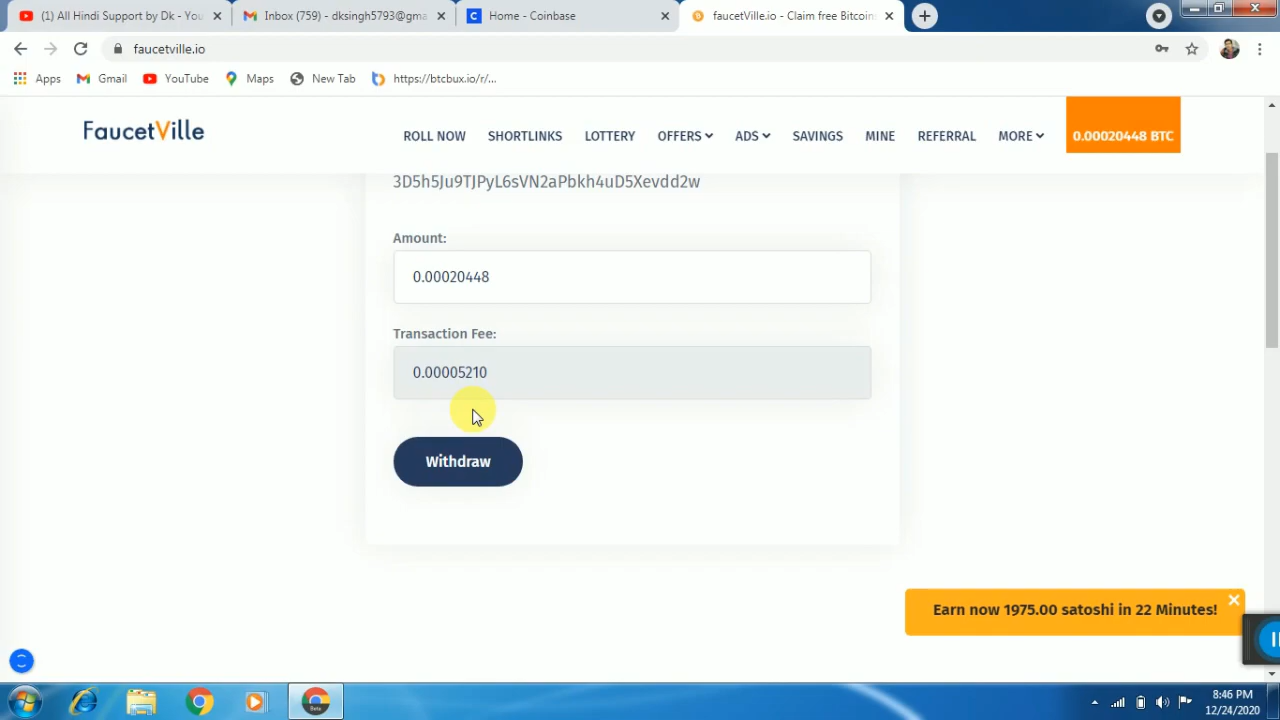 (1) All Hindi Support by Dk - You
Inbox (759) - dksingh5793@gma
Home - Coinbase
faucetVille.io - Claim free Bitcoin
faucetville.io
Apps
Gmail
YouTube
Maps
New Tab
https://btcbux.io/r/...
FaucetVille
ROLL NOW
SHORTLINKS
LOTTERY
OFFERS
ADS
SAVINGS
MINE
REFERRAL
MORE
0.00020448 BTC
3D5h5Ju9TJPyL6sVN2aPbkh4uD5Xevdd2w
Amount:
0.00020448
Transaction Fee:
0.00005210
Withdraw
Earn now 1975.00 satoshi in 22 Minutes!
Beta
8:46 PM
12/24/2020